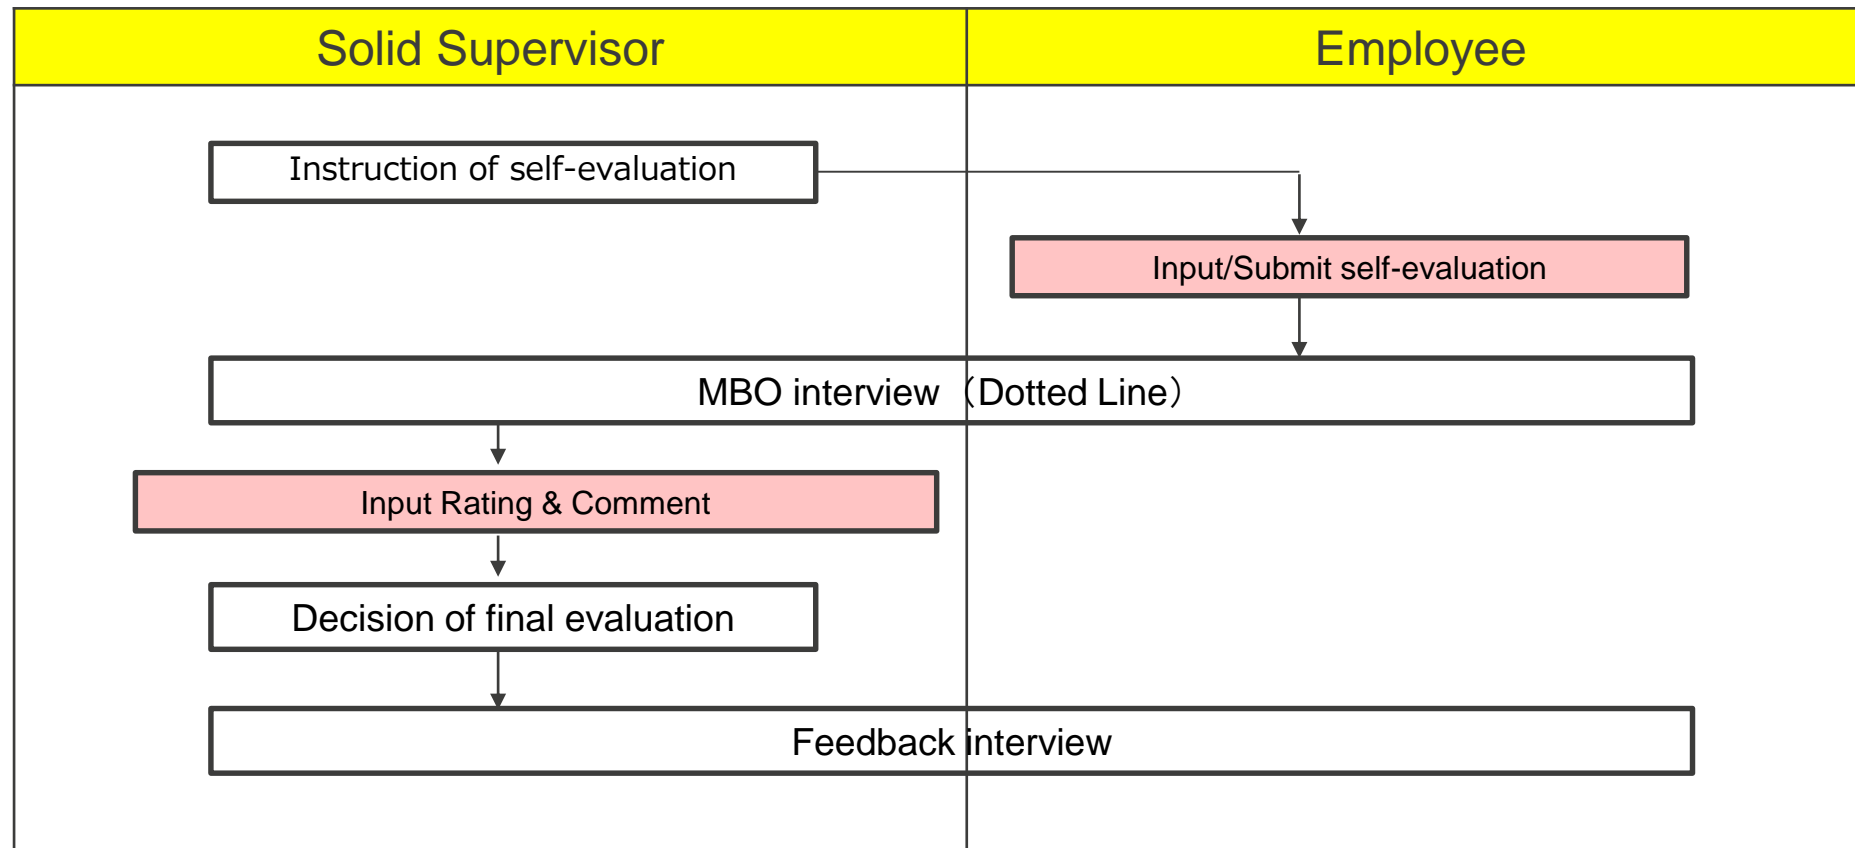 Solid Supervisor
Employee
Instruction of self-evaluation
Input/Submit self-evaluation
MBO interview（Dotted Line）
Input Rating & Comment
Decision of final evaluation
Feedback interview